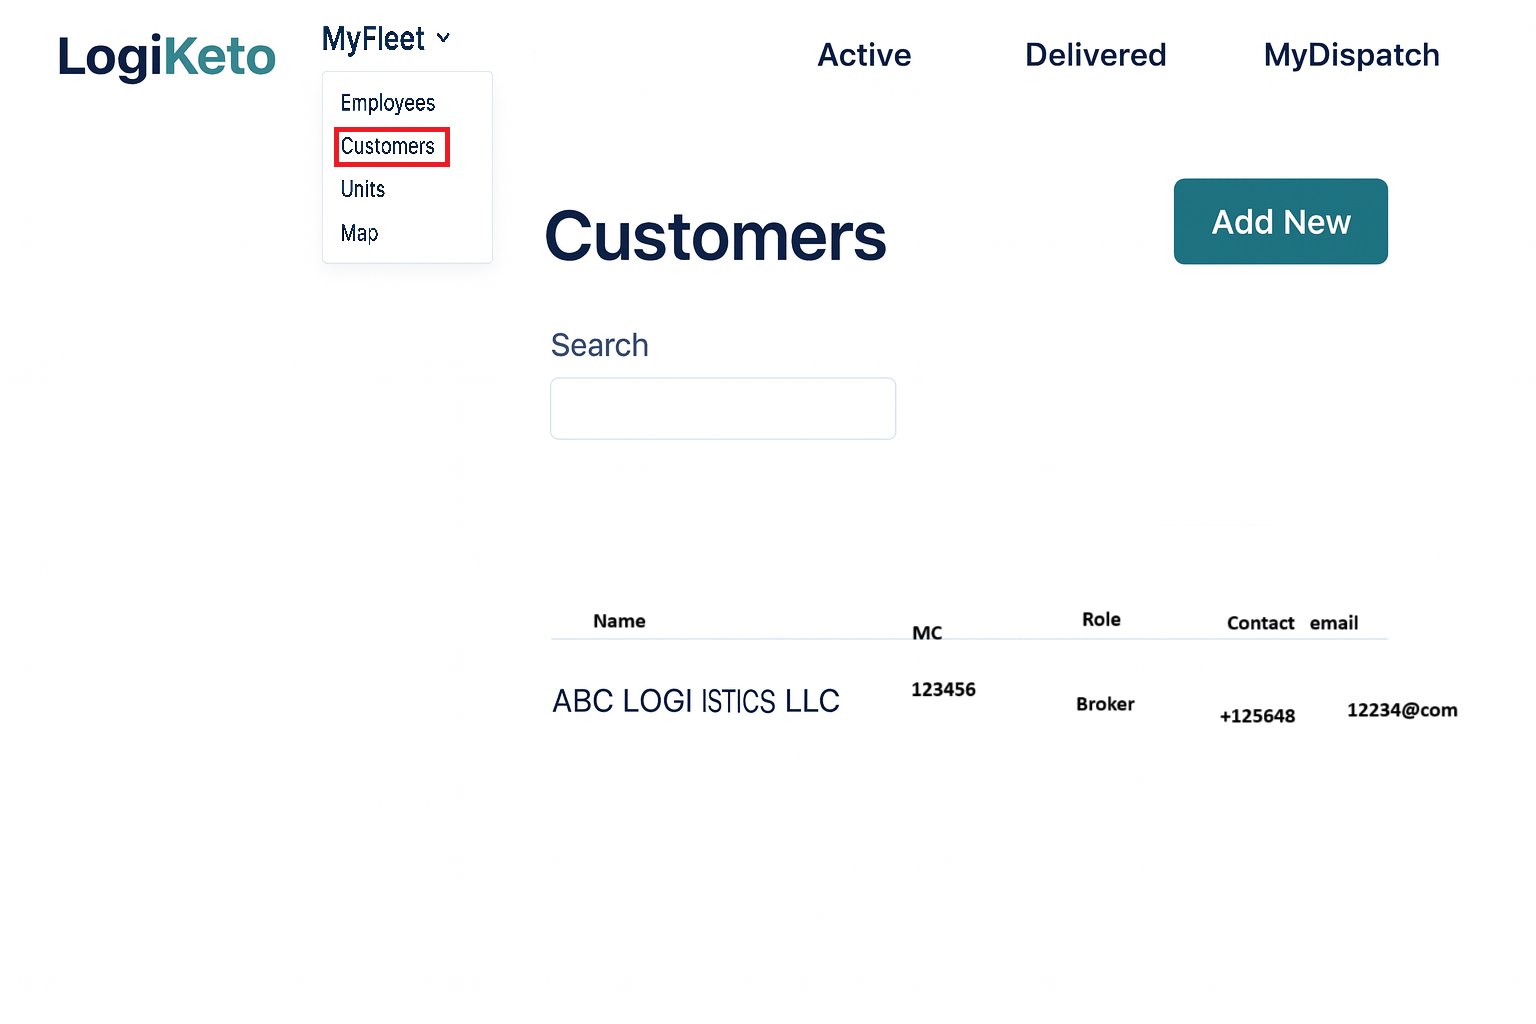 LogiKeto
MyFleet
Active
Delivered
MyDispatch
Employees
Customers
Units
Map
Customers
Add New
Search
Name
MC
Role
Contact
email
ABC LOGI ISTICS LLC
123456
Broker
+125648
12234@com